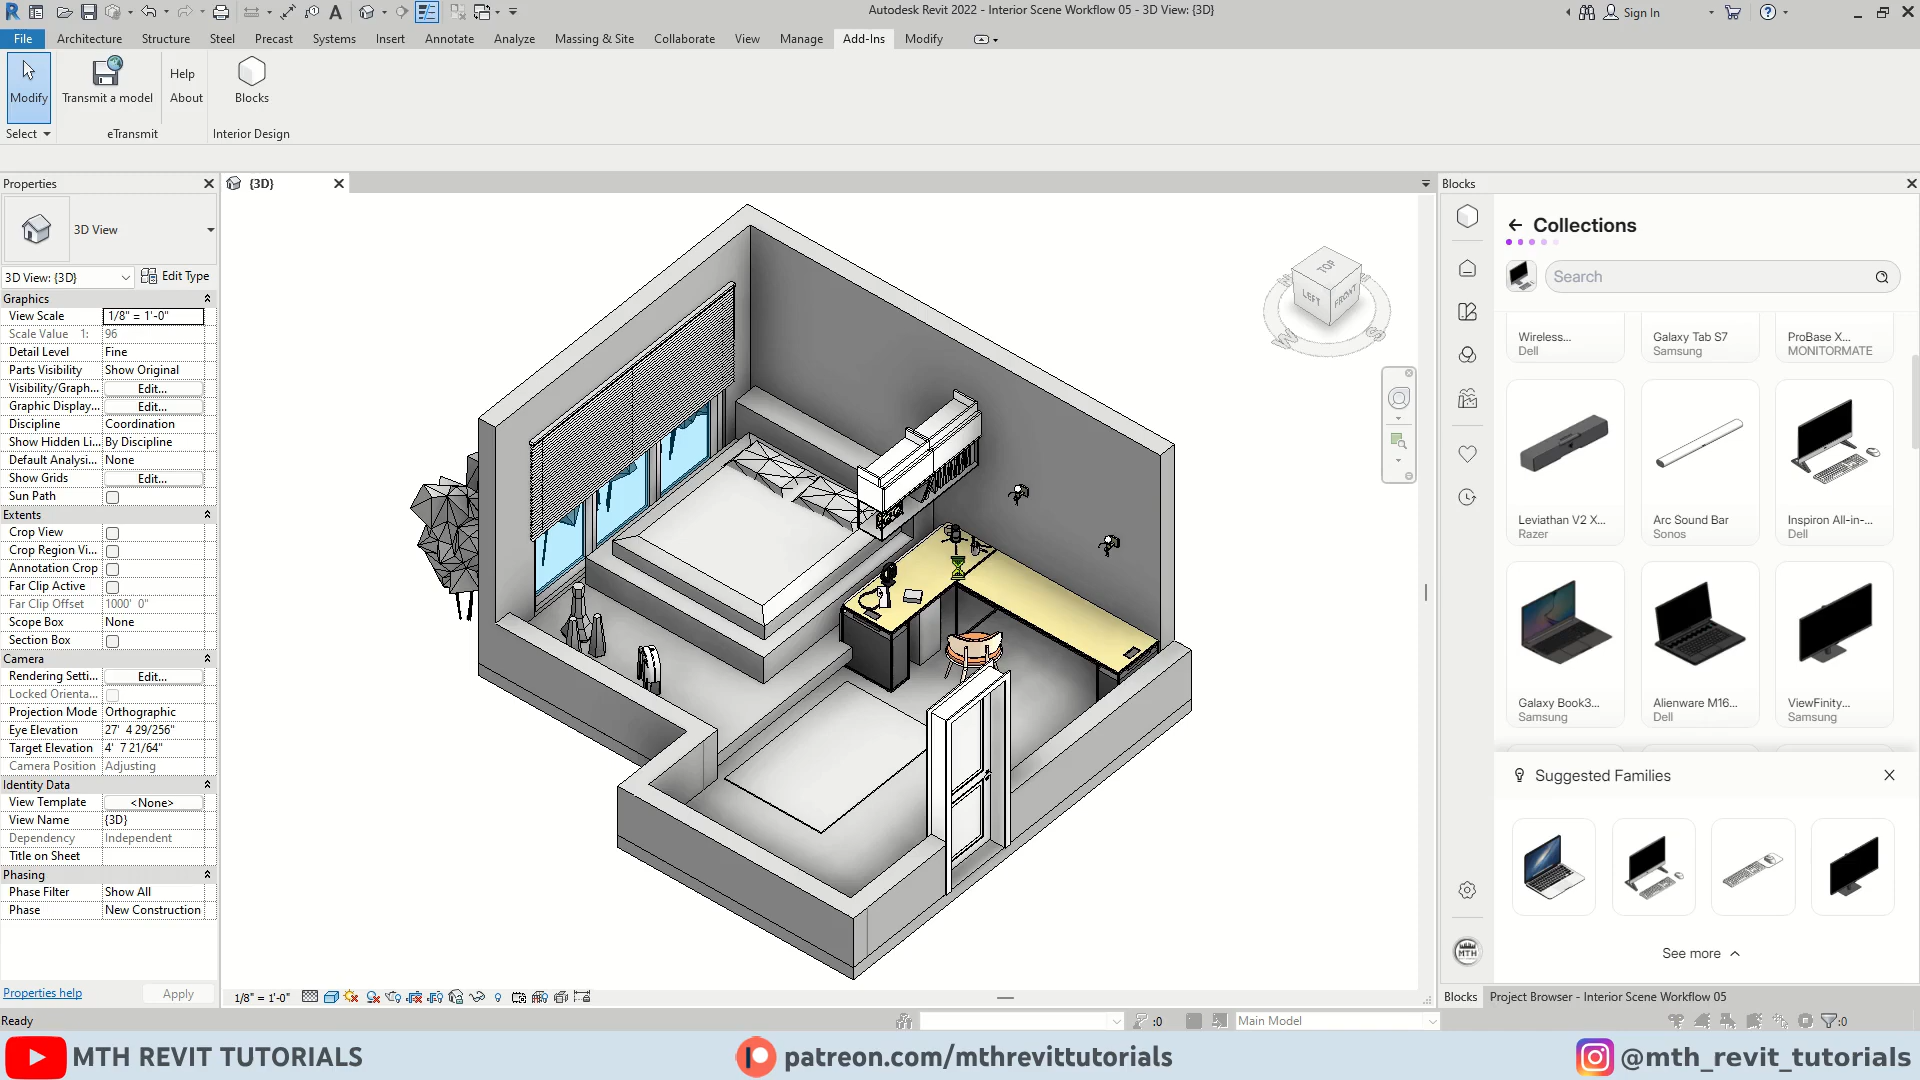 Autodesk Revit 2022 - Interior Scene Workflow 05 - 3D View: {3D}
Sign In
File Architecture Structure Steel Precast Systems Insert Annotate Analyze Massing & Site Collaborate View Manage Add-Ins Modify
Modify
Transmit a model
Help
About
Blocks
Select
eTransmit
Interior Design
Properties
{3D}
Blocks
3D View
3D View: {3D}
Edit Type
Graphics
View Scale 1/8" = 1'-0"
Scale Value 1: 96
Detail Level Fine
Parts Visibility Show Original
Visibility/Graph... Edit...
Graphic Display... Edit...
Discipline Coordination
Show Hidden Li... By Discipline
Default Analysi... None
Show Grids Edit...
Sun Path
Extents
Crop View
Crop Region Vi...
Annotation Crop
Far Clip Active
Far Clip Offset 1000' 0"
Scope Box None
Section Box
Camera
Rendering Setti... Edit...
Locked Orienta...
Projection Mode Orthographic
Eye Elevation 27' 4 29/256"
Target Elevation 4' 7 21/64"
Camera Position Adjusting
Identity Data
View Template <None>
View Name {3D}
Dependency Independent
Title on Sheet
Phasing
Phase Filter Show All
Phase New Construction
Properties help
Apply
TOP
LEFT
FRONT
W
S
1/8" = 1'-0"
Collections
Search
Wireless...
Dell
Galaxy Tab S7
Samsung
ProBase X...
MONITORMATE
Leviathan V2 X...
Razer
Arc Sound Bar
Sonos
Inspiron All-in-...
Dell
Galaxy Book3...
Samsung
Alienware M16...
Dell
ViewFinity...
Samsung
Suggested Families
See more
MTH
Blocks
Project Browser - Interior Scene Workflow 05
Ready
:0
Main Model
:0
MTH REVIT TUTORIALS
patreon.com/mthrevittutorials
@mth_revit_tutorials